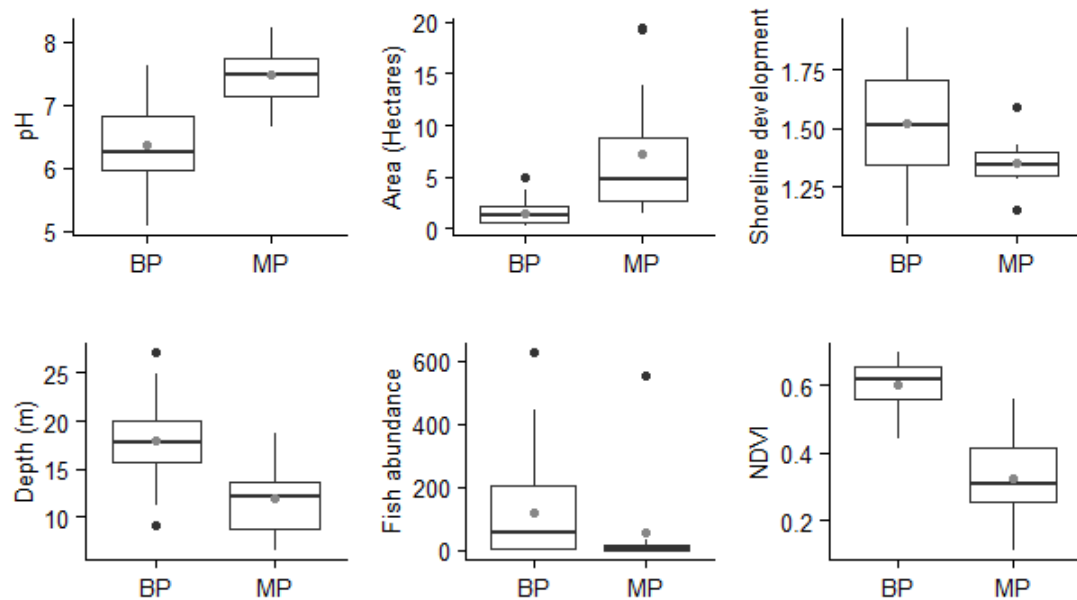 pH
8
7
6
5
BP MP
Area (Hectares)
20
15
10
5
0
BP MP
Shoreline development
1.75
1.50
1.25
BP MP
Depth (m)
25
20
15
10
BP MP
Fish abundance
600
400
200
0
BP MP
NDVI
0.6
0.4
0.2
BP MP